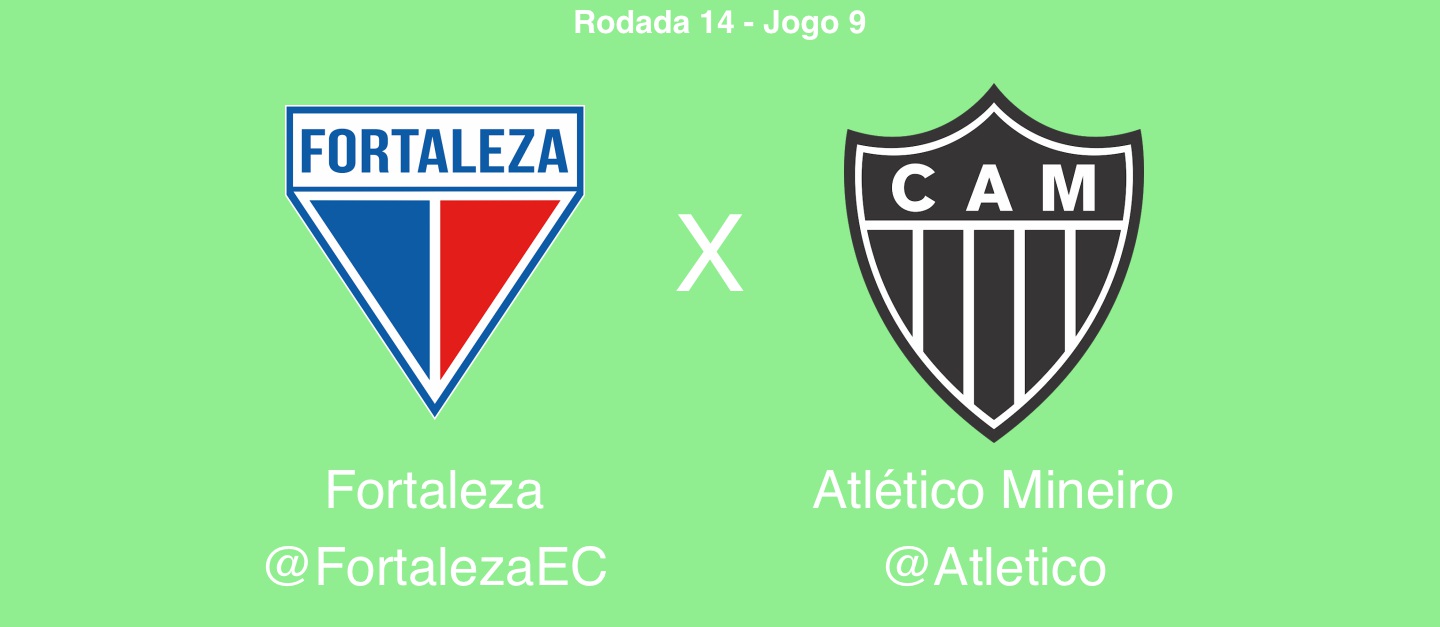 Rodada 14 - Jogo 9
FORTALEZA
C A M
X
Fortaleza
Atlético Mineiro
@FortalezaEC
@Atletico